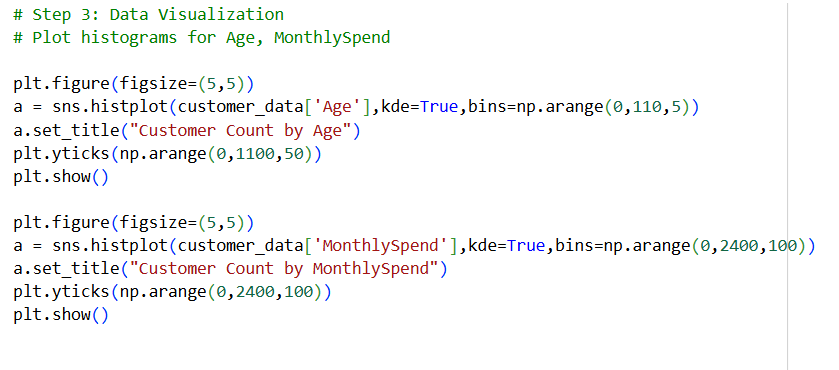 # Step 3: Data Visualization
# Plot histograms for Age, MonthlySpend
plt.figure(figsize=(5,5))
a = sns.histplot(customer_data['Age'],kde=True,bins=np.arange(0,110,5))
a.set_title("Customer Count by Age")
plt.yticks(np.arange(0,1100,50))
plt.show()
plt.figure(figsize=(5,5))
a = sns.histplot(customer_data['MonthlySpend'],kde=True,bins=np.arange(0,2400,100))
a.set_title("Customer Count by MonthlySpend")
plt.yticks(np.arange(0,2400,100))
plt.show()